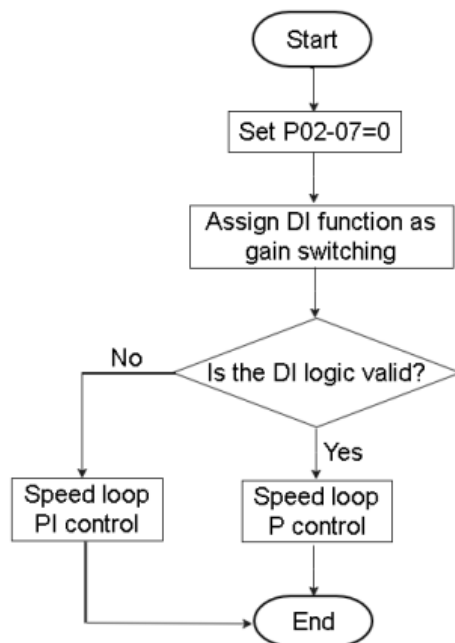 Start
Set P02-07=0
Assign DI function as
gain switching
Is the DI logic valid?
No
Yes
Speed loop
PI control
Speed loop
P control
End